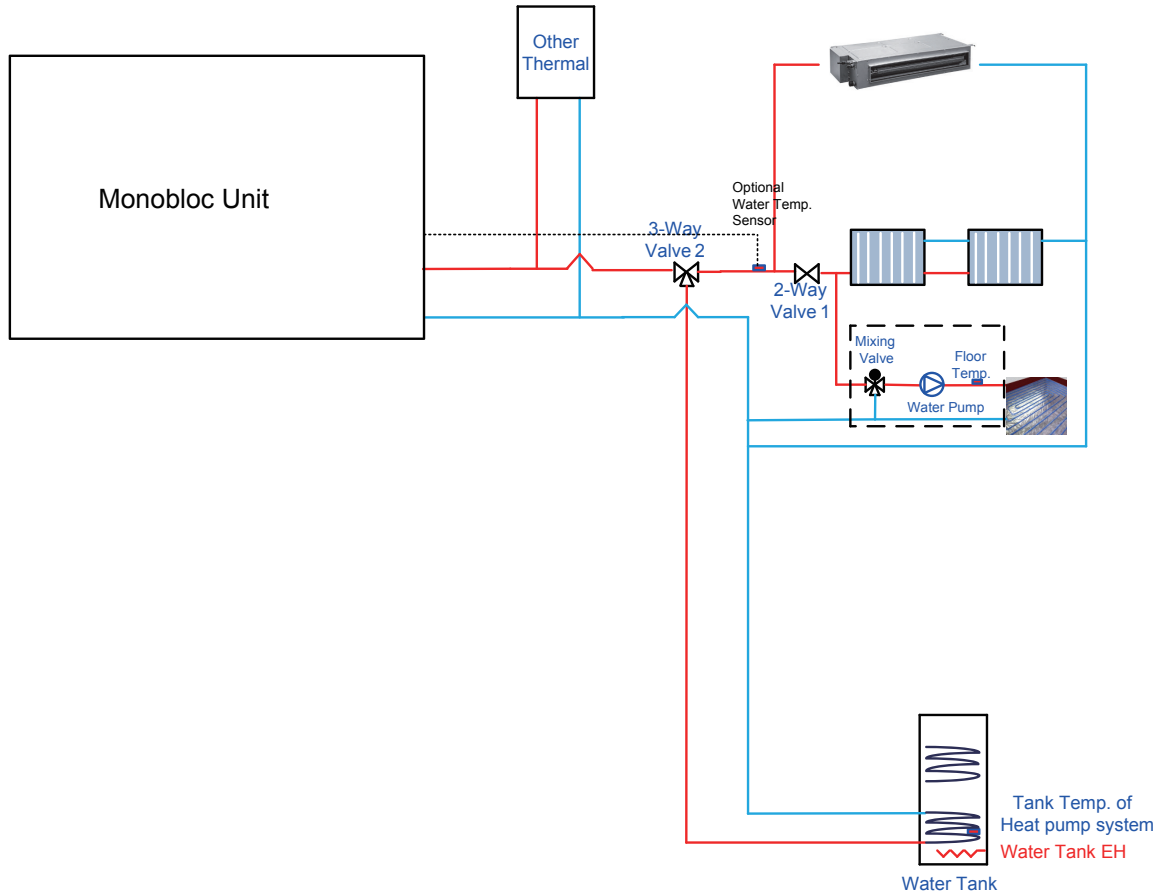 Other
Thermal
Monobloc Unit
Optional
Water Temp.
Sensor
3-Way
Valve 2
2-Way
Valve 1
Mixing
Valve
Floor
Temp.
Water Pump
Tank Temp. of
Heat pump system
Water Tank EH
Water Tank